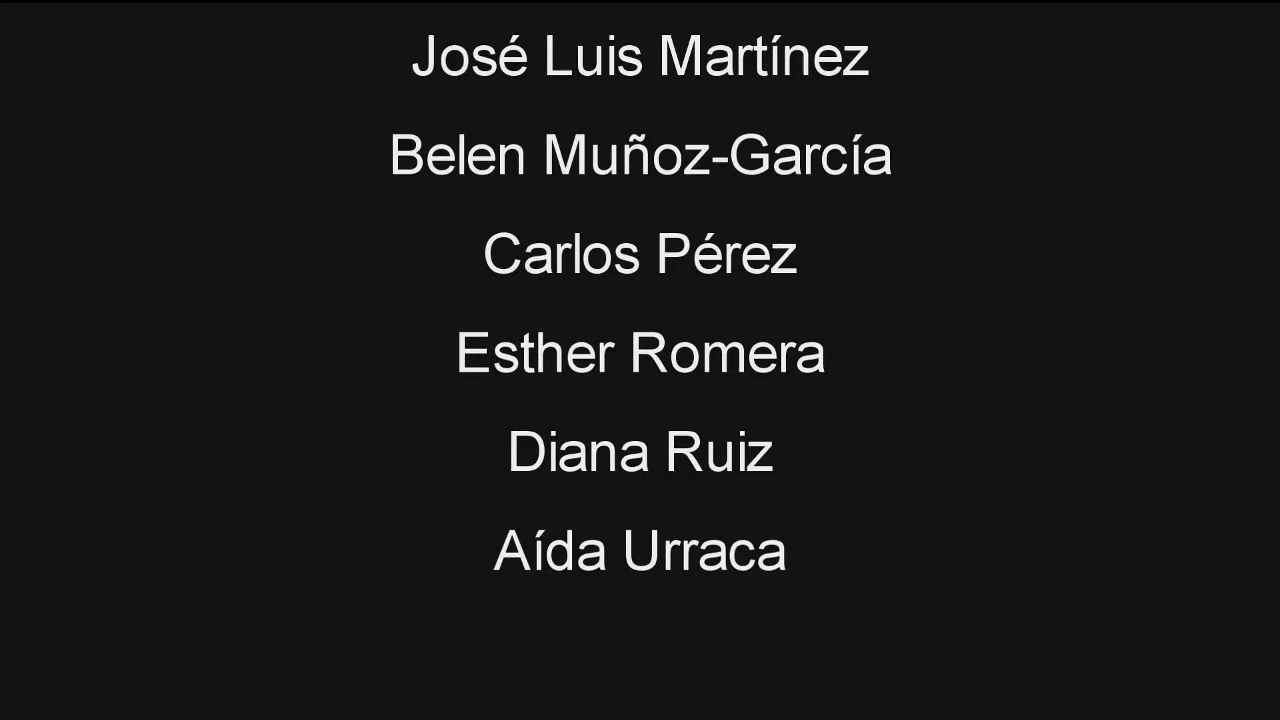 José Luis Martínez
Belen Muñoz-García
Carlos Pérez
Esther Romera
Diana Ruiz
Aída Urraca